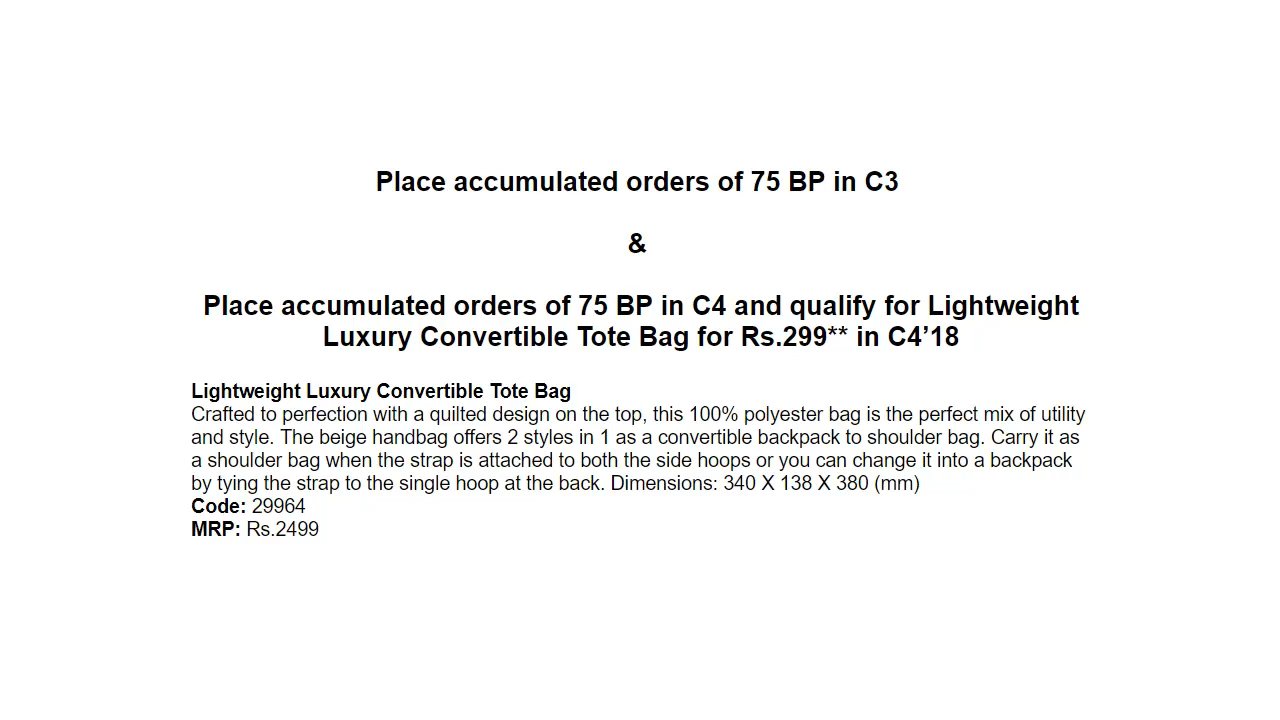 Place accumulated orders of 75 BP in C3
&
Place accumulated orders of 75 BP in C4 and qualify for Lightweight
Luxury Convertible Tote Bag for Rs.299** in C4’18
Lightweight Luxury Convertible Tote Bag
Crafted to perfection with a quilted design on the top, this 100% polyester bag is the perfect mix of utility
and style. The beige handbag offers 2 styles in 1 as a convertible backpack to shoulder bag. Carry it as
a shoulder bag when the strap is attached to both the side hoops or you can change it into a backpack
by tying the strap to the single hoop at the back. Dimensions: 340 X 138 X 380 (mm)
Code: 29964
MRP: Rs.2499